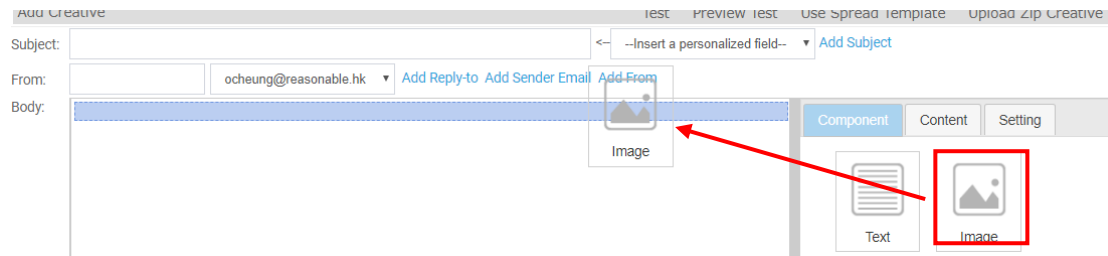 Add Creative Test Preview Test Use Spread Template Upload Zip Creative
Subject: <-- --Insert a personalized field-- Add Subject
From: ocheung@reasonable.hk Add Reply-to Add Sender Email Add From
Body:
Component Content Setting
Image
Text Image